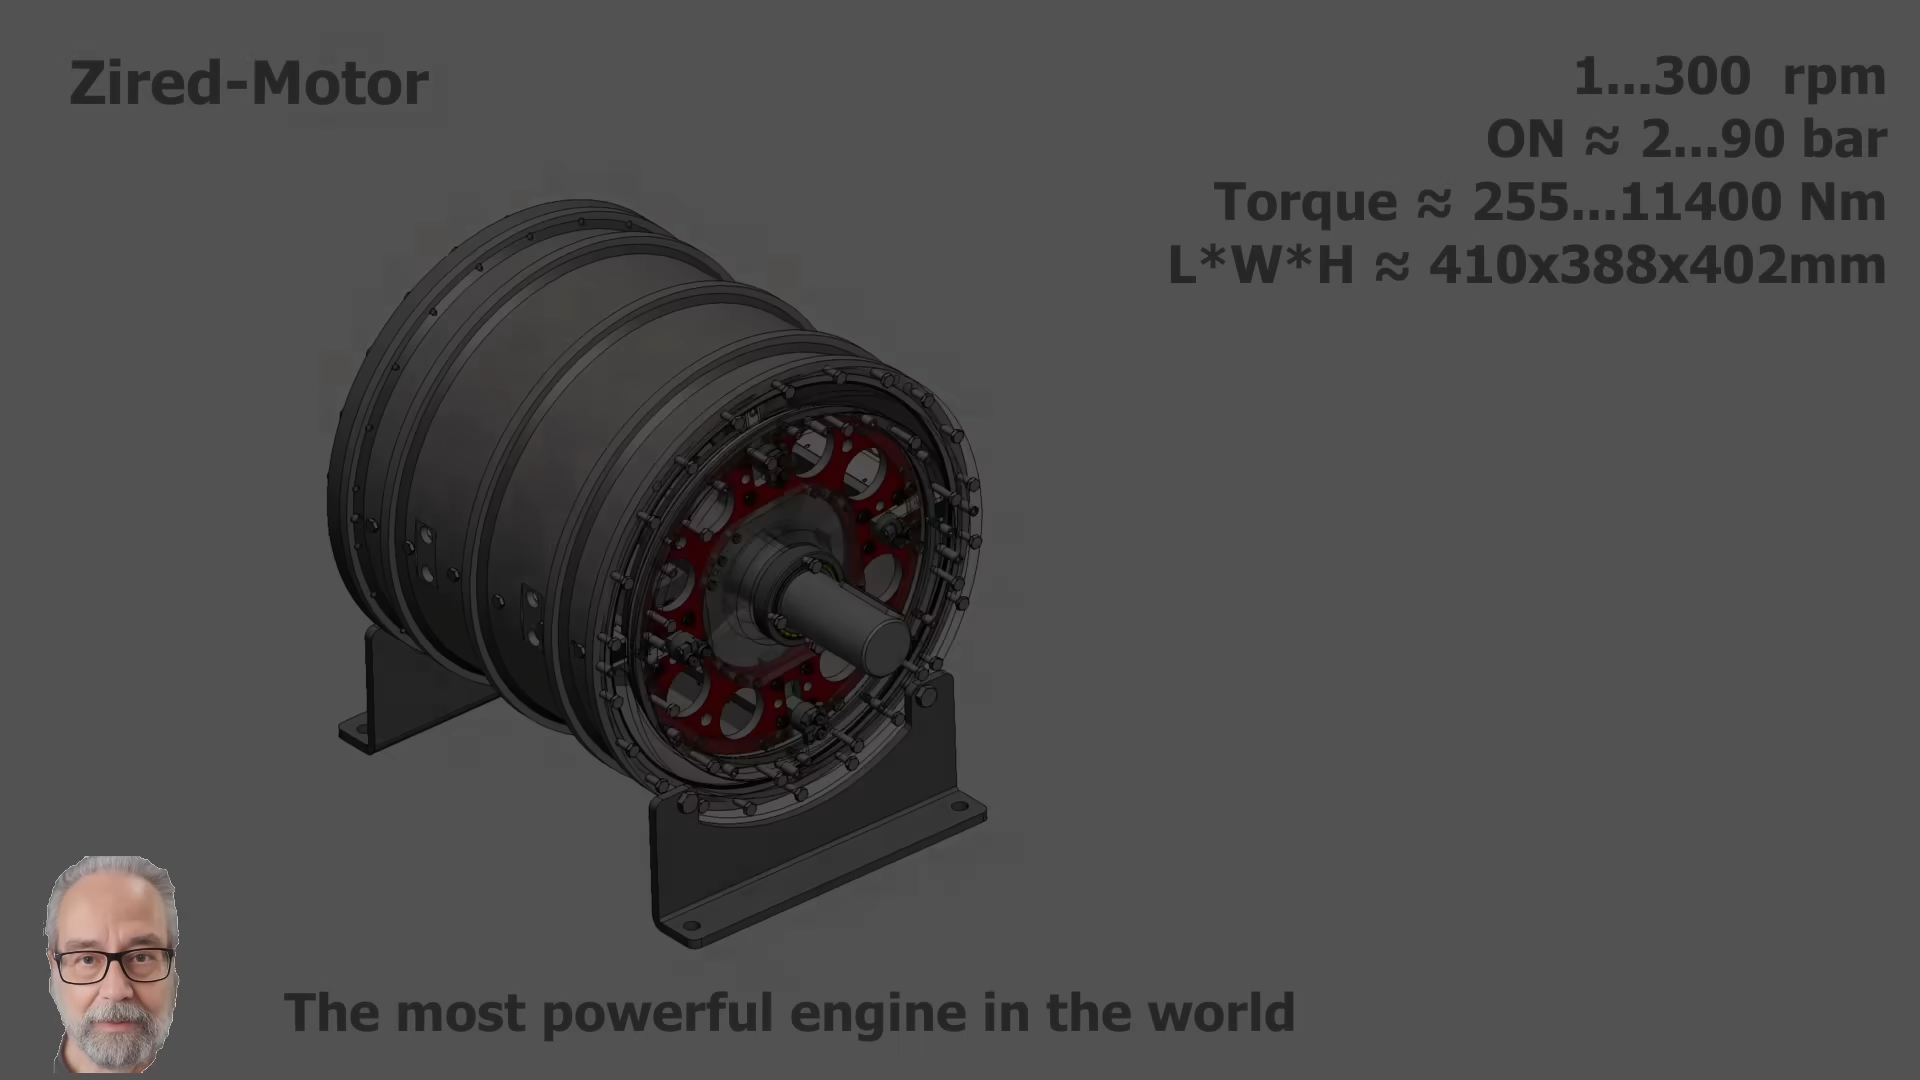 Zired-Motor
1...300 rpm
ON ≈ 2...90 bar
Torque ≈ 255...11400 Nm
L*W*H ≈ 410x388x402mm
The most powerful engine in the world